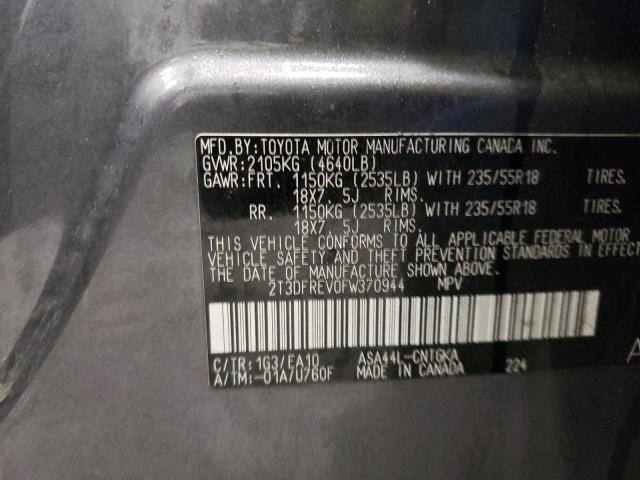 MFD.BY:TOYOTA MOTOR MANUFACTURING CANADA INC.
GVWR:2105KG (4640LB)
GAWR:FRT. 1150KG (2535LB) WITH 235/55R18 TIRES.
18X7. 5J RIMS.
RR. 1150KG (2535LB) WITH 235/55R18 TIRES.
18X7. 5J RIMS.
THIS VEHICLE CONFORMS TO ALL APPLICABLE FEDERAL MOTOR
VEHICLE SAFETY AND THEFT PREVENTION STANDARDS IN EFFECT
THE DATE OF MANUFACTURE SHOWN ABOVE.
2T3DFREV0FW370944 MPV
C/TR:1G3/EA10 ASA44L-CNTGKA
A/TM:-01A/U760F MADE IN CANADA 224